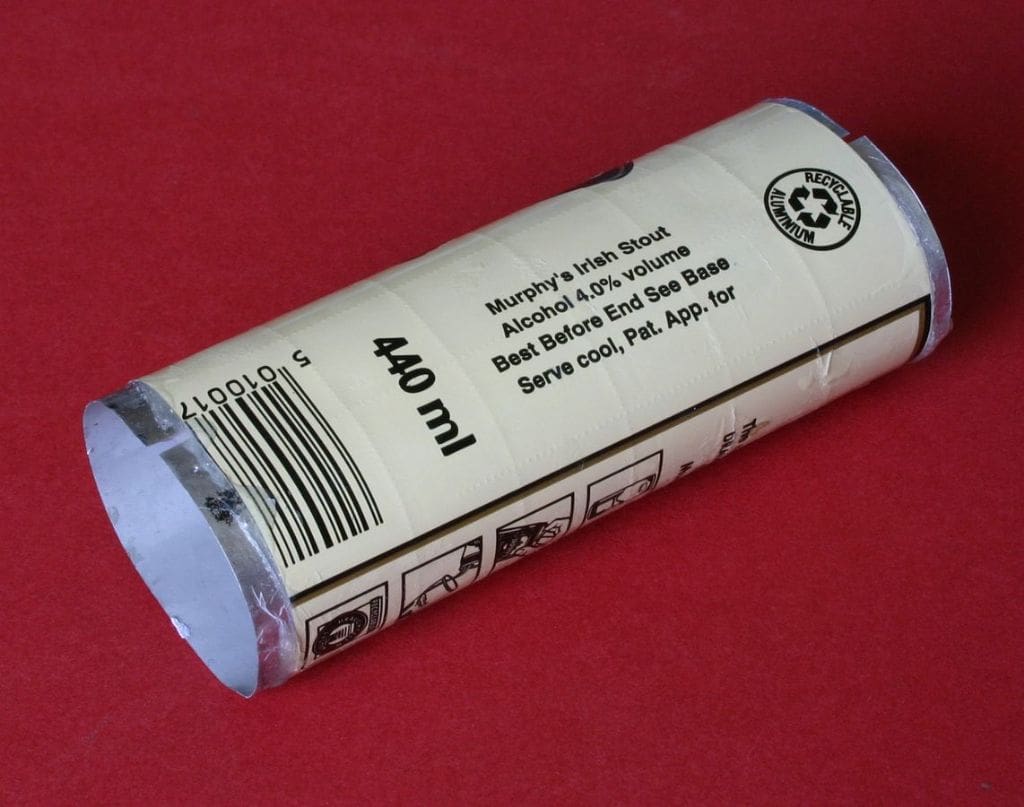 RECYCLABLE
ALUMINIUM
Murphy's Irish Stout
Alcohol 4.0% volume
Best Before End See Base
Serve cool, Pat. App. for
440 ml
5 010017